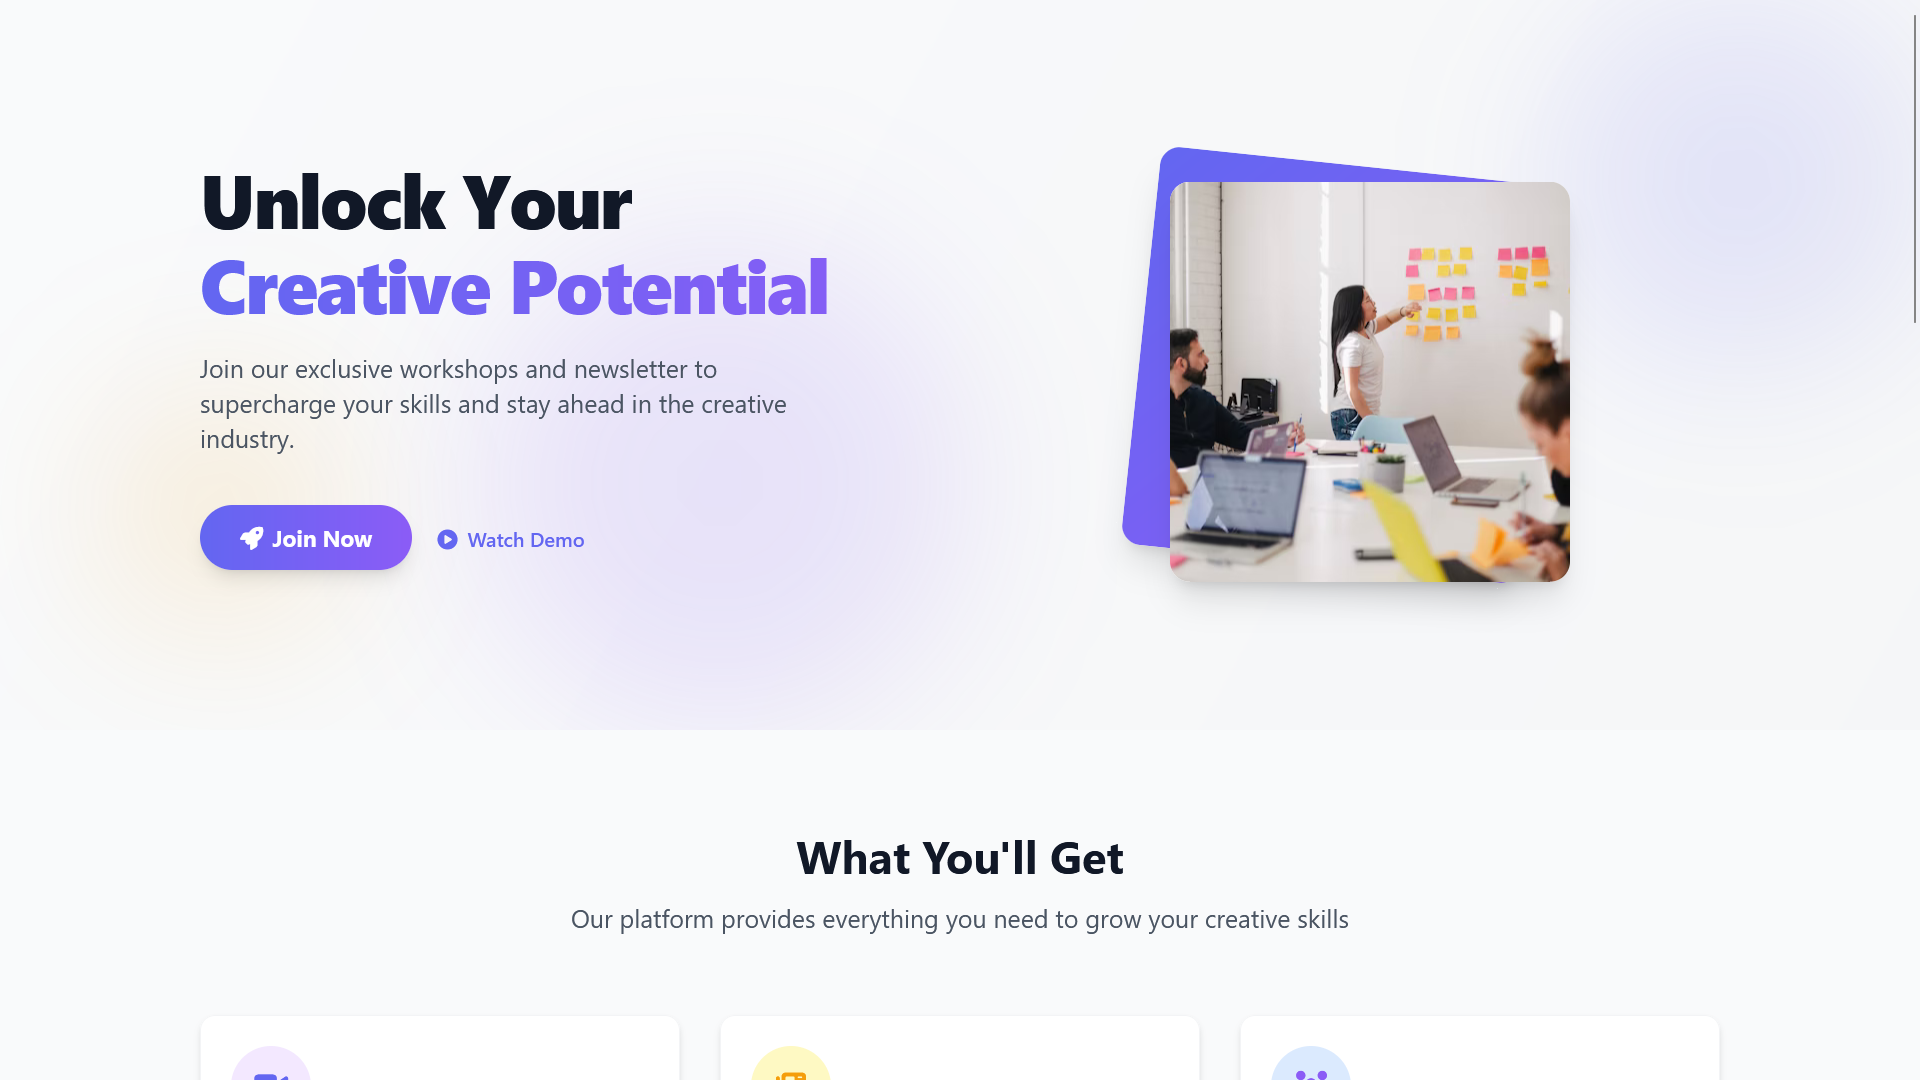 Unlock Your
Creative Potential
Join our exclusive workshops and newsletter to
supercharge your skills and stay ahead in the creative
industry.
Join Now
Watch Demo
What You'll Get
Our platform provides everything you need to grow your creative skills